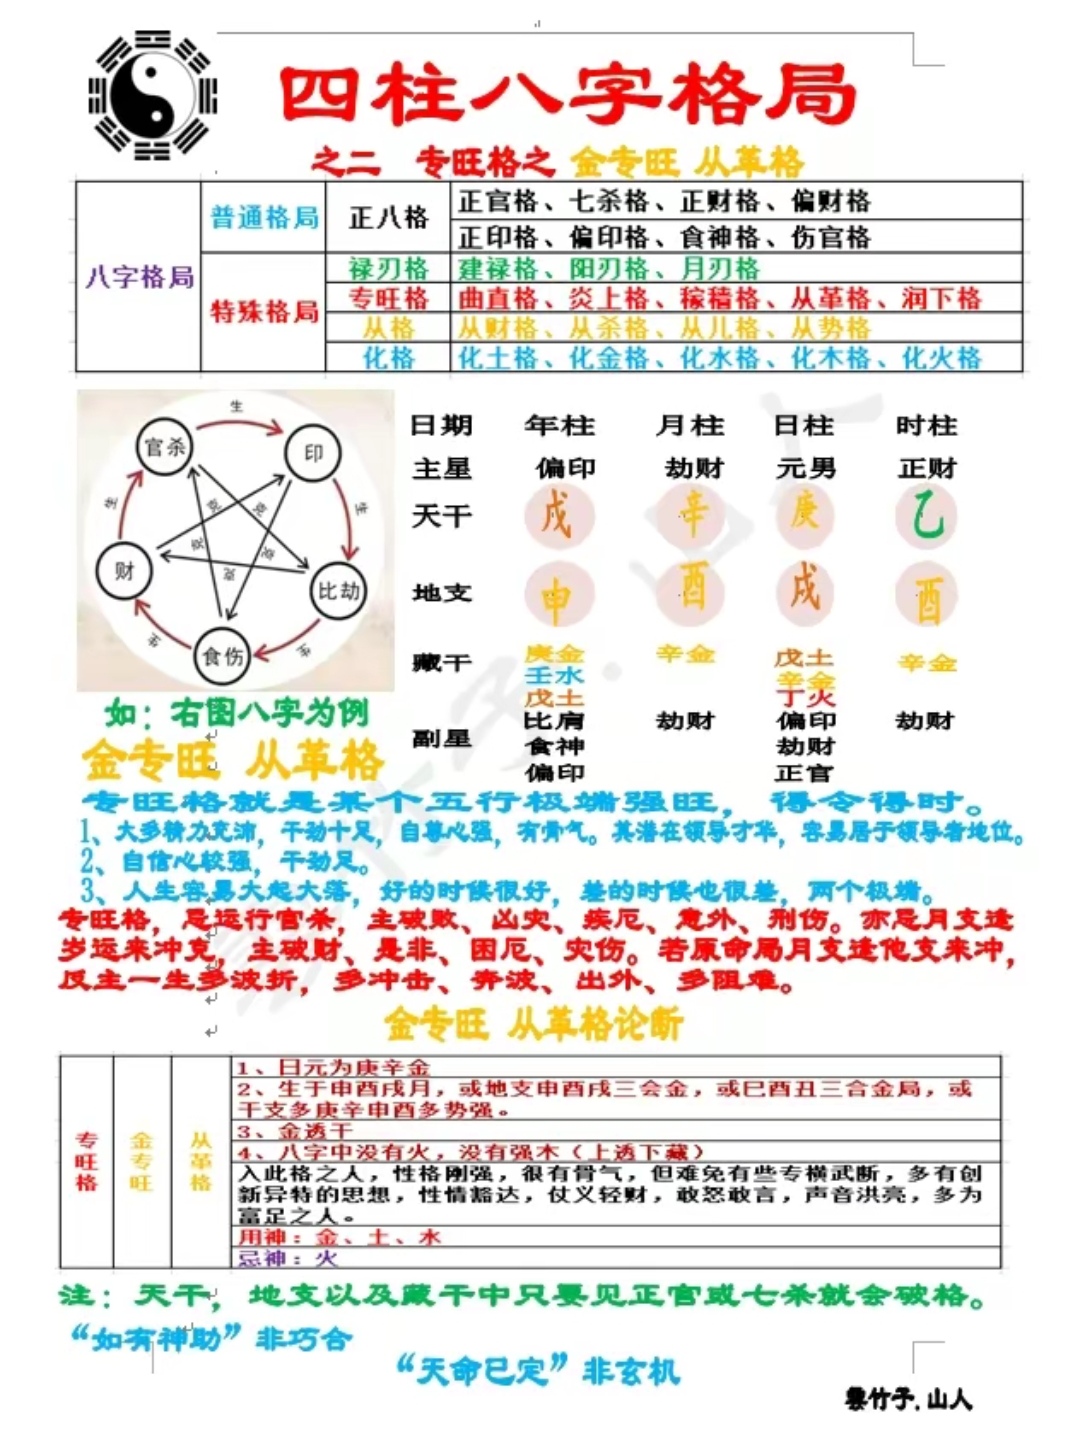 四柱八字格局
之二 专旺格之 金专旺 从革格
八字格局
普通格局
正八格
正官格、七杀格、正财格、偏财格
正印格、偏印格、食神格、伤官格
特殊格局
禄刃格
建禄格、阳刃格、月刃格
专旺格
曲直格、炎上格、稼穑格、从革格、润下格
从格
从财格、从杀格、从儿格、从势格
化格
化土格、化金格、化水格、化木格、化火格
官杀
印
比劫
食伤
财
生
生
生
生
生
克
克
克
克
克
日期 年柱 月柱 日柱 时柱
主星 偏印 劫财 元男 正财
天干 戊 辛 庚 乙
地支 申 酉 戌 酉
藏干 庚金 辛金 戊土 辛金
壬水 辛金
戊土 丁火
副星 比肩 劫财 偏印 劫财
食神 劫财
偏印 正官
如：右图八字为例
金专旺 从革格
专旺格就是某个五行极端强旺，得令得时。
1、大多精力充沛，干劲十足，自尊心强，有骨气。其潜在领导才华，容易居于领导者地位。
2、自信心较强，干劲足。
3、人生容易大起大落，好的时候很好，差的时候也很差，两个极端。
专旺格，忌运行官杀，主破败、凶灾、疾厄、意外、刑伤。亦忌月支逢
岁运来冲克，主破财、是非、困厄、灾伤。若原命局月支逢他支来冲，
反主一生多波折，多冲击、奔波、出外、多阻难。
金专旺 从革格论断
专旺格
金专旺
从革格
1、日元为庚辛金
2、生于申酉戌月，或地支申酉戌三会金，或巳酉丑三合金局，或
干支多庚辛申酉多势强。
3、金透干
4、八字中没有火，没有强木（上透下藏）
入此格之人，性格刚强，很有骨气，但难免有些专横武断，多有创
新异特的思想，性情豁达，仗义轻财，敢怒敢言，声音洪亮，多为
富足之人。
用神：金、土、水
忌神：火
注：天干，地支以及藏干中只要见正官或七杀就会破格。
“如有神助”非巧合
“天命已定”非玄机
雲竹子.山人